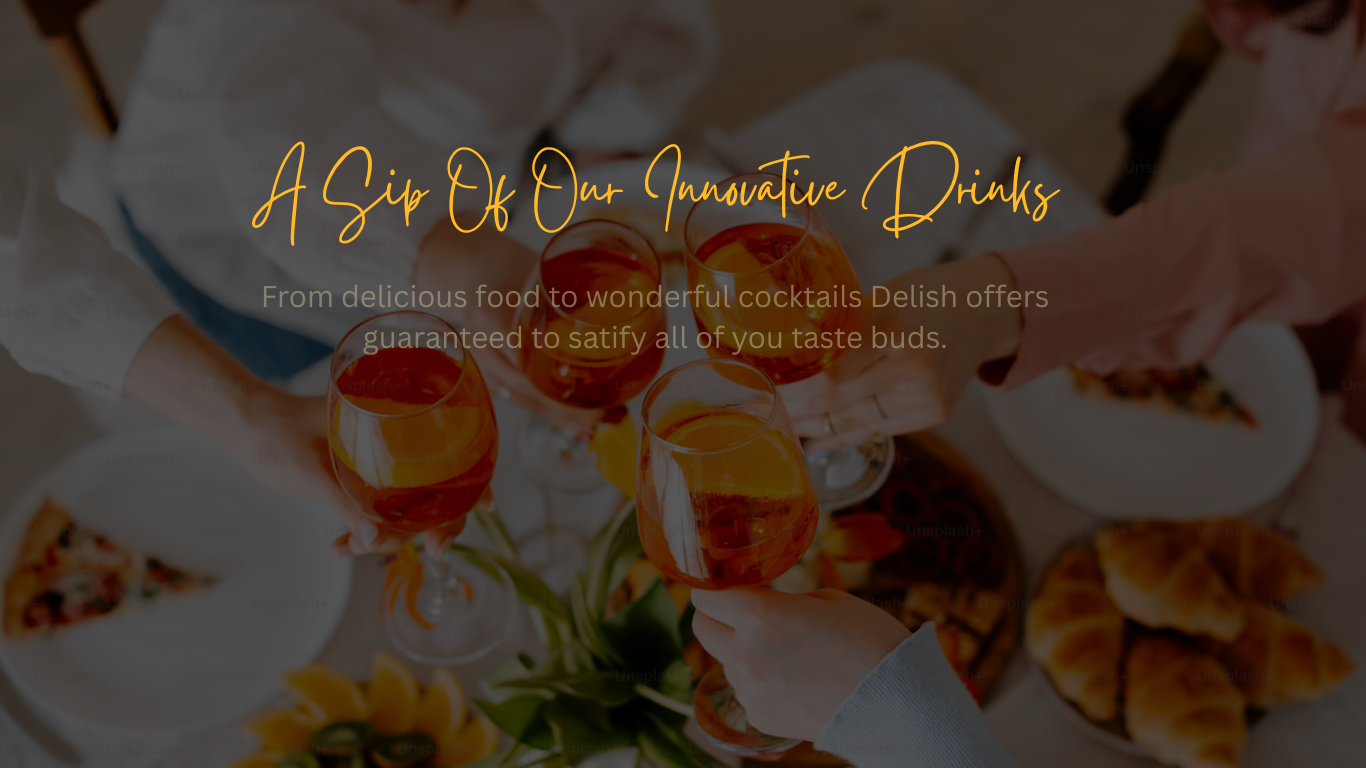 A Sip Of Our Innovative Drinks
From delicious food to wonderful cocktails Delish offers
guaranteed to satify all of you taste buds.
Unsplash+